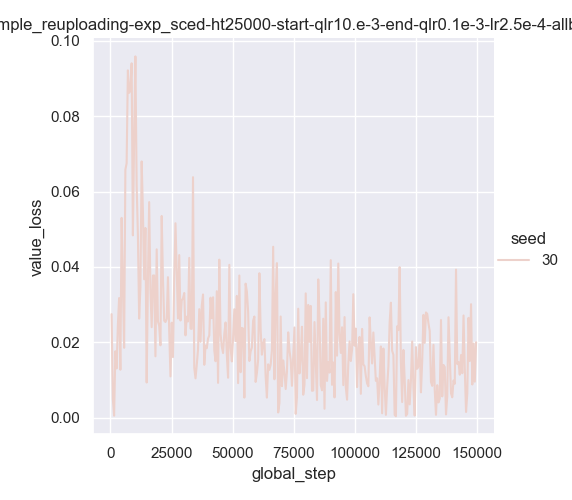 mple_reuploading-exp_sced-ht25000-start-qlr10.e-3-end-qlr0.1e-3-lr2.5e-4-allb
0.10
0.08
0.06
0.04
0.02
0.00
value_loss
0 25000 50000 75000 100000 125000 150000
global_step
seed
30